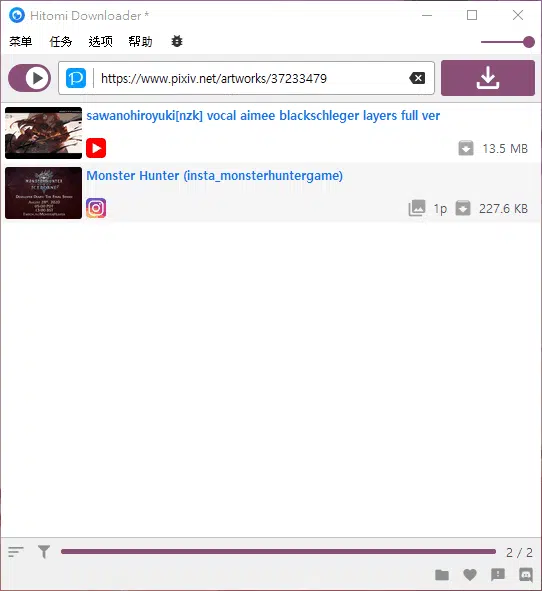 Hitomi Downloader *
菜单 任务 选项 帮助
https://www.pixiv.net/artworks/37233479
sawanohiroyuki[nzk] vocal aimee blackschleger layers full ver
13.5 MB
Monster Hunter (insta_monsterhuntergame)
1p 227.6 KB
2 / 2